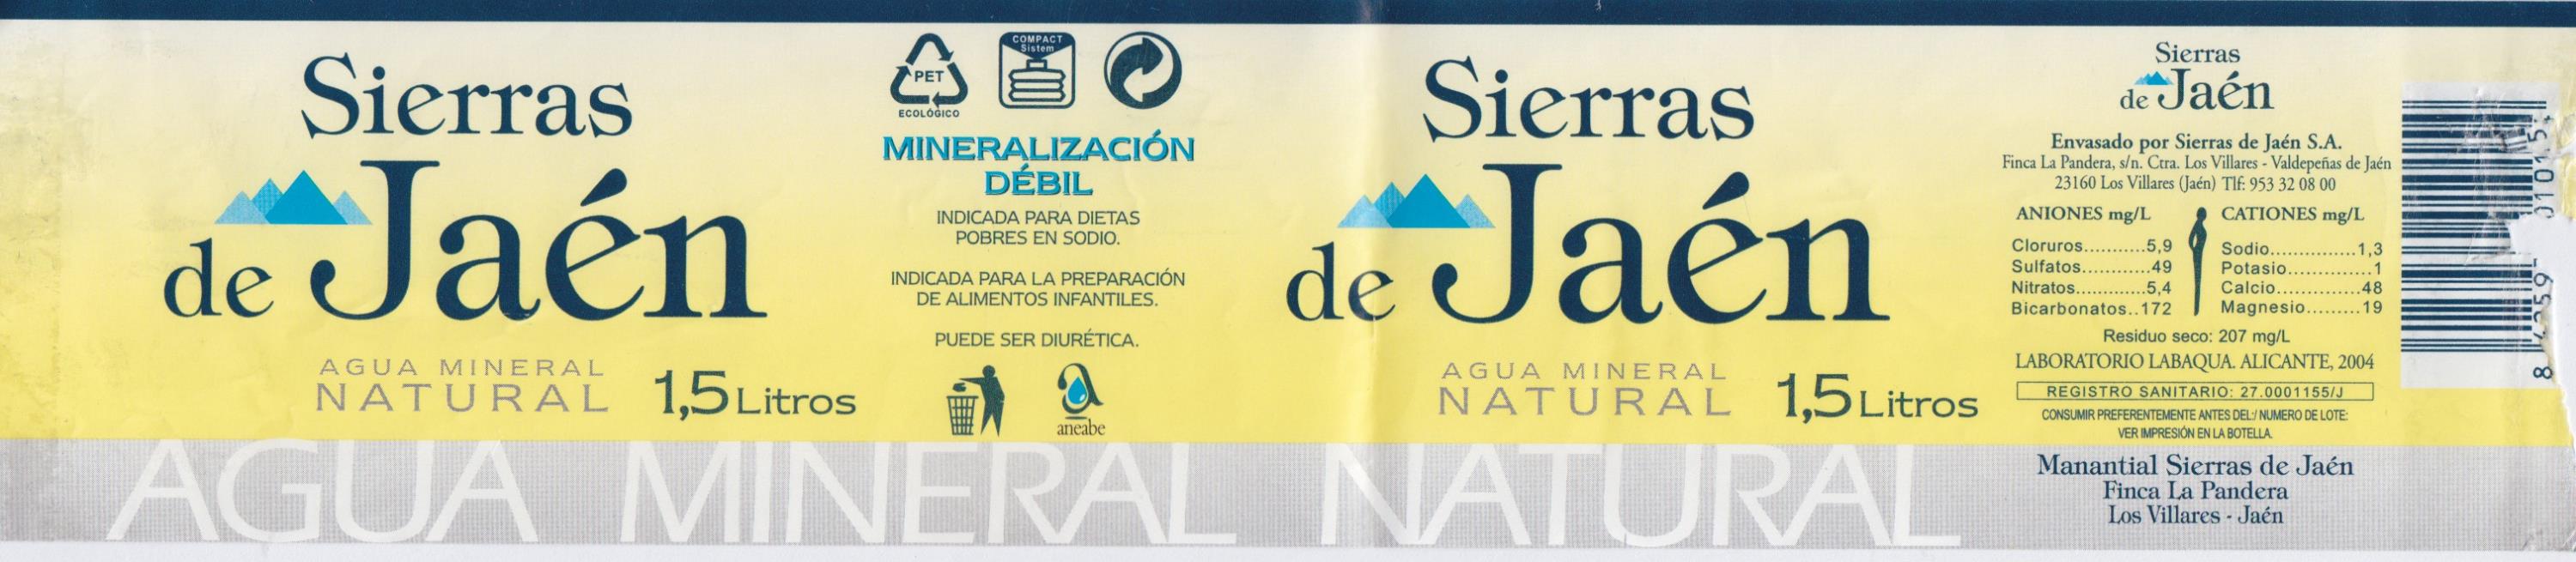 Sierras
de Jaén
AGUA MINERAL
NATURAL
1,5 Litros
PET
ECOLÓGICO
COMPACT
Sistem
MINERALIZACIÓN
DÉBIL
INDICADA PARA DIETAS
POBRES EN SODIO.
INDICADA PARA LA PREPARACIÓN
DE ALIMENTOS INFANTILES.
PUEDE SER DIURÉTICA.
aneabe
Sierras
de Jaén
AGUA MINERAL
NATURAL
1,5 Litros
Sierras
de Jaén
Envasado por Sierras de Jaén S.A.
Finca La Pandera, s/n. Ctra. Los Villares - Valdepeñas de Jaén
23160 Los Villares (Jaén) Tlf: 953 32 08 00
ANIONES mg/L
Cloruros...........5,9
Sulfatos............49
Nitratos............5,4
Bicarbonatos..172
CATIONES mg/L
Sodio...............1,3
Potasio.............1
Calcio..............48
Magnesio.........19
Residuo seco: 207 mg/L
LABORATORIO LABAQUA. ALICANTE, 2004
REGISTRO SANITARIO: 27.0001155/J
CONSUMIR PREFERENTEMENTE ANTES DEL:/ NUMERO DE LOTE:
VER IMPRESIÓN EN LA BOTELLA.
Manantial Sierras de Jaén
Finca La Pandera
Los Villares - Jaén
AGUA MINERAL NATURAL